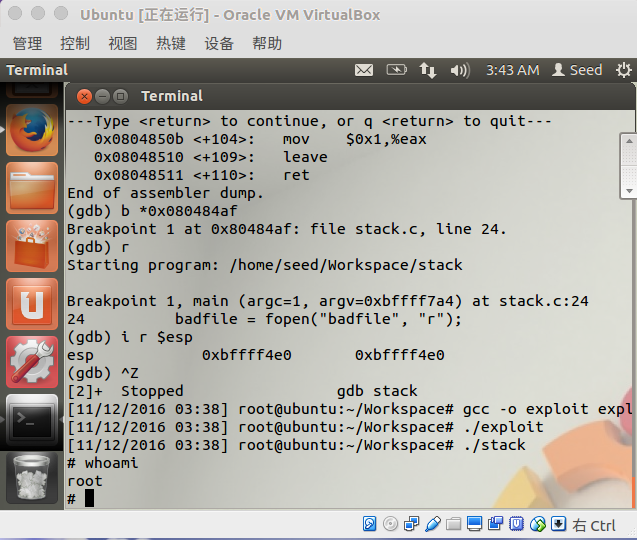 Ubuntu [正在运行] - Oracle VM VirtualBox
管理 控制 视图 热键 设备 帮助
Terminal 3:43 AM Seed
Terminal
---Type <return> to continue, or q <return> to quit---
   0x0804850b <+104>:   mov    $0x1,%eax
   0x08048510 <+109>:   leave
   0x08048511 <+110>:   ret
End of assembler dump.
(gdb) b *0x080484af
Breakpoint 1 at 0x80484af: file stack.c, line 24.
(gdb) r
Starting program: /home/seed/Workspace/stack
Breakpoint 1, main (argc=1, argv=0xbffff7a4) at stack.c:24
24          badfile = fopen("badfile", "r");
(gdb) i r $esp
esp            0xbffff4e0       0xbffff4e0
(gdb) ^Z
[2]+  Stopped                 gdb stack
[11/12/2016 03:38] root@ubuntu:~/Workspace# gcc -o exploit expl
[11/12/2016 03:38] root@ubuntu:~/Workspace# ./exploit
[11/12/2016 03:38] root@ubuntu:~/Workspace# ./stack
# whoami
root
#
右 Ctrl